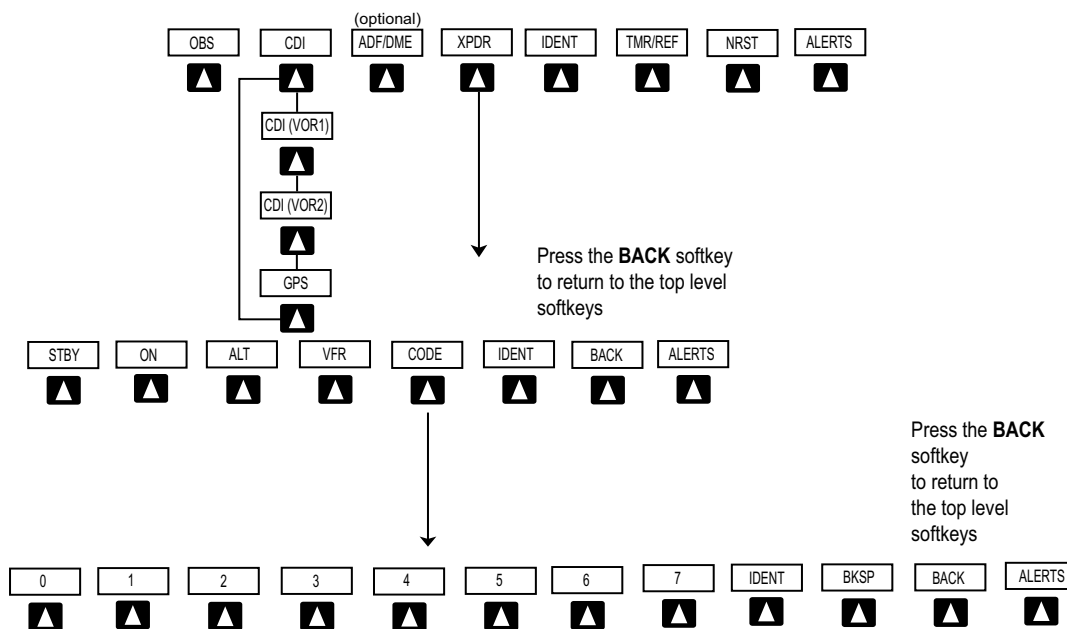 (optional)
OBS CDI ADF/DME XPDR IDENT TMR/REF NRST ALERTS
CDI (VOR1)
CDI (VOR2)
GPS
Press the BACK softkey
to return to the top level
softkeys
STBY ON ALT VFR CODE IDENT BACK ALERTS
Press the BACK
softkey
to return to
the top level
softkeys
0 1 2 3 4 5 6 7 IDENT BKSP BACK ALERTS